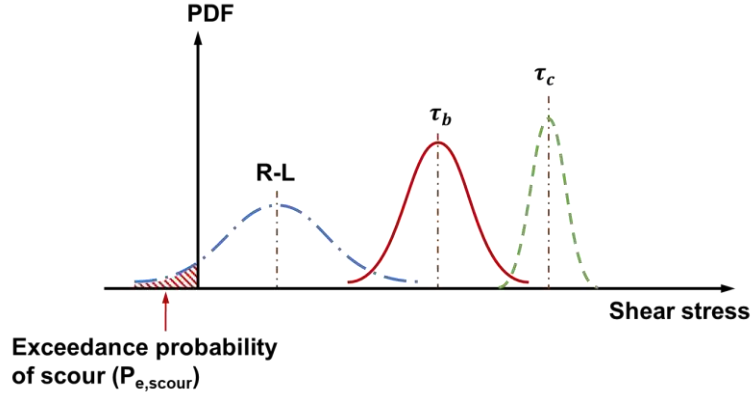 PDF
τc
τb
R-L
Shear stress
Exceedance probability
of scour (Pe,scour)